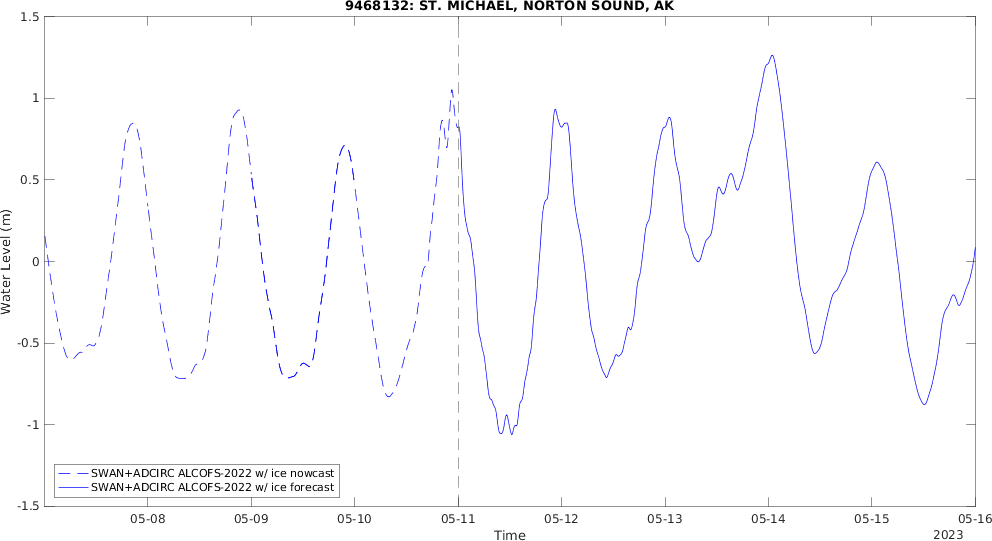 9468132: ST. MICHAEL, NORTON SOUND, AK
1.5
1
0.5
0
-0.5
-1
-1.5
Water Level (m)
SWAN+ADCIRC ALCOFS-2022 w/ ice nowcast
SWAN+ADCIRC ALCOFS-2022 w/ ice forecast
05-08 05-09 05-10 05-11 05-12 05-13 05-14 05-15 05-16
Time
2023